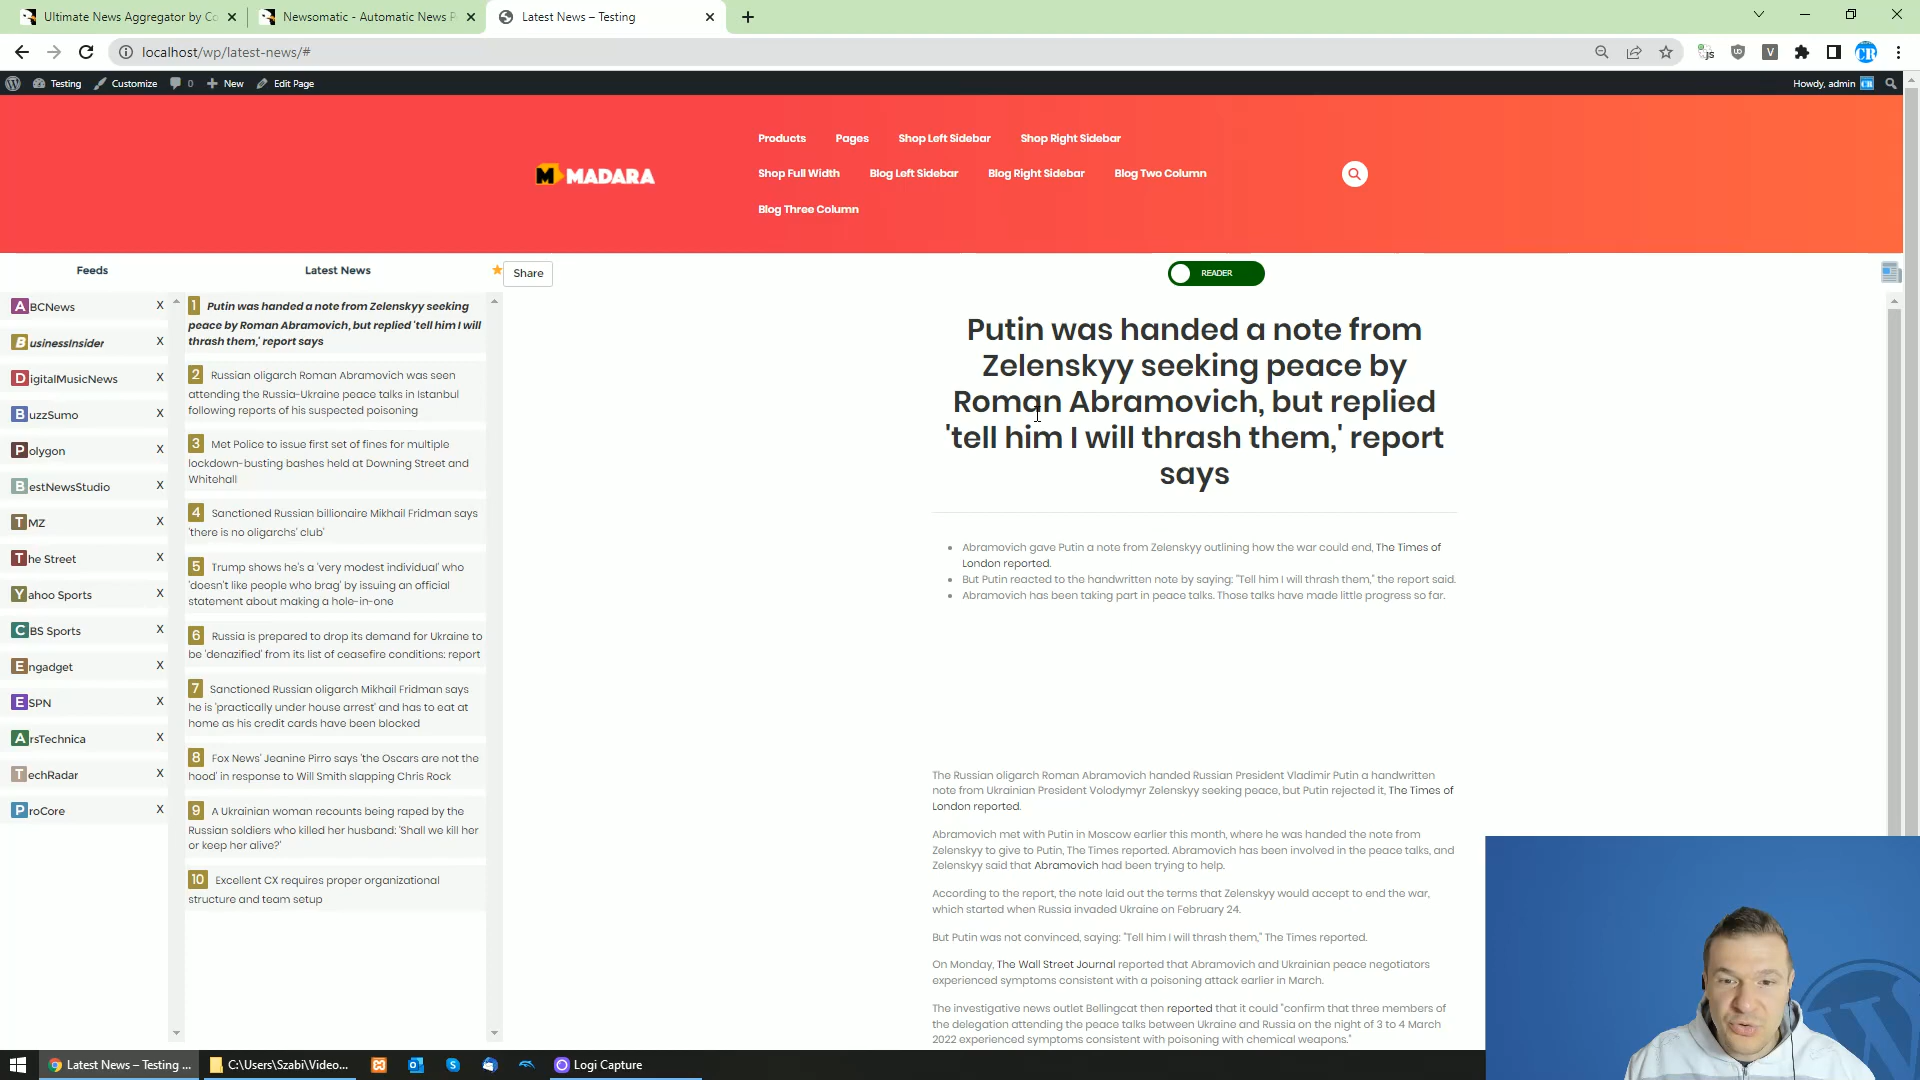 Ultimate News Aggregator by Co
Newsomatic - Automatic News P
Latest News – Testing
localhost/wp/latest-news/#
Testing
Customize
0
New
Edit Page
Howdy, admin
Products
Pages
Shop Left Sidebar
Shop Right Sidebar
MADARA
Shop Full Width
Blog Left Sidebar
Blog Right Sidebar
Blog Two Column
Blog Three Column
Feeds
ABCNews X
BusinessInsider X
DigitalMusicNews X
BuzzSumo X
Polygon X
BestNewsStudio X
TMZ X
The Street X
Yahoo Sports X
CBS Sports X
Engadget X
ESPN X
ArsTechnica X
TechRadar X
ProCore X
Latest News
1 Putin was handed a note from Zelenskyy seeking
peace by Roman Abramovich, but replied 'tell him I will
thrash them,' report says
2 Russian oligarch Roman Abramovich was seen
attending the Russia-Ukraine peace talks in Istanbul
following reports of his suspected poisoning
3 Met Police to issue first set of fines for multiple
lockdown-busting bashes held at Downing Street and
Whitehall
4 Sanctioned Russian billionaire Mikhail Fridman says
'there is no oligarchs' club'
5 Trump shows he's a 'very modest individual' who
'doesn't like people who brag' by issuing an official
statement about making a hole-in-one
6 Russia is prepared to drop its demand for Ukraine to
be 'denazified' from its list of ceasefire conditions: report
7 Sanctioned Russian oligarch Mikhail Fridman says
he is 'practically under house arrest' and has to eat at
home as his credit cards have been blocked
8 Fox News' Jeanine Pirro says 'the Oscars are not the
hood' in response to Will Smith slapping Chris Rock
9 A Ukrainian woman recounts being raped by the
Russian soldiers who killed her husband: 'Shall we kill her
or keep her alive?'
10 Excellent CX requires proper organizational
structure and team setup
Share
READER
Putin was handed a note from
Zelenskyy seeking peace by
Roman Abramovich, but replied
'tell him I will thrash them,' report
says
Abramovich gave Putin a note from Zelenskyy outlining how the war could end, The Times of
London reported.
But Putin reacted to the handwritten note by saying: "Tell him I will thrash them," the report said.
Abramovich has been taking part in peace talks. Those talks have made little progress so far.
The Russian oligarch Roman Abramovich handed Russian President Vladimir Putin a handwritten
note from Ukrainian President Volodymyr Zelenskyy seeking peace, but Putin rejected it, The Times of
London reported.
Abramovich met with Putin in Moscow earlier this month, where he was handed the note from
Zelenskyy to give to Putin, The Times reported. Abramovich has been involved in the peace talks, and
Zelenskyy said that Abramovich had been trying to help.
According to the report, the note laid out the terms that Zelenskyy would accept to end the war,
which started when Russia invaded Ukraine on February 24.
But Putin was not convinced, saying: "Tell him I will thrash them," The Times reported.
On Monday, The Wall Street Journal reported that Abramovich and Ukrainian peace negotiators
experienced symptoms consistent with a poisoning attack earlier in March.
The investigative news outlet Bellingcat then reported that it could "confirm that three members of
the delegation attending the peace talks between Ukraine and Russia on the night of 3 to 4 March
2022 experienced symptoms consistent with poisoning with chemical weapons."
Latest News – Testing ...
C:\Users\Szabi\Video...
Logi Capture